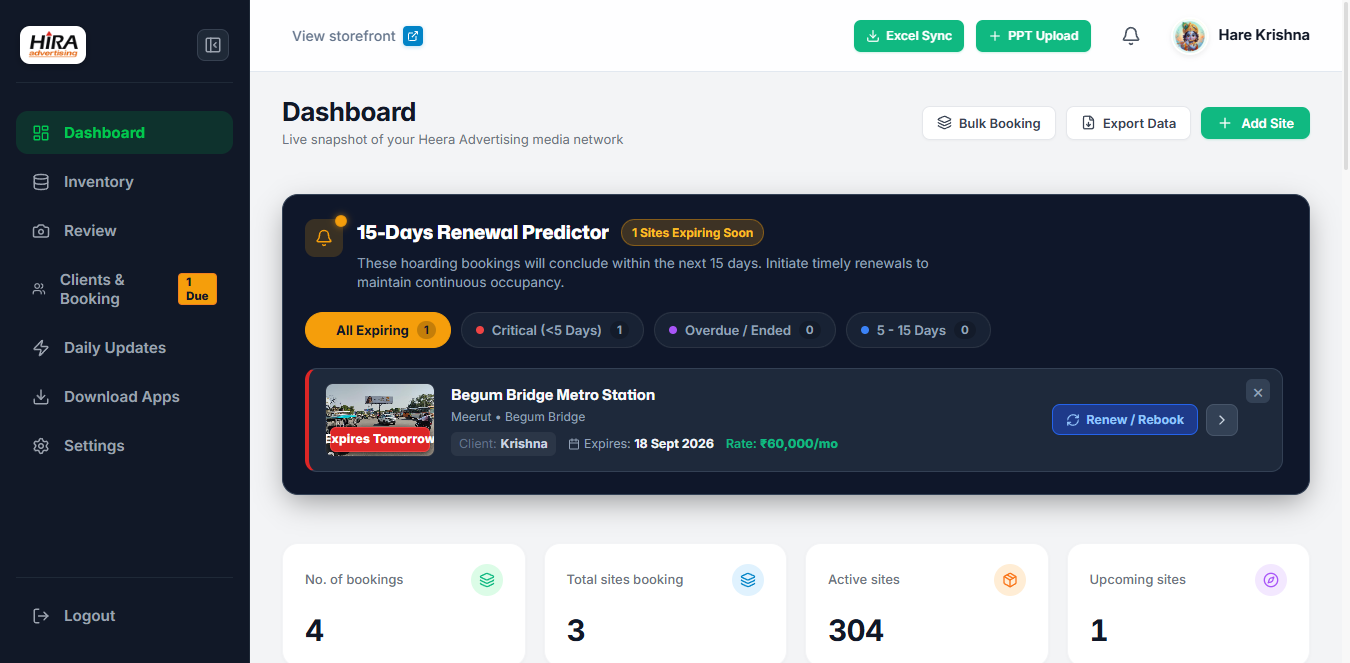 HiRA
advertising
View storefront
Excel Sync
PPT Upload
Hare Krishna
Dashboard
Inventory
Review
Clients &
Booking
1
Due
Daily Updates
Download Apps
Settings
Logout
Dashboard
Live snapshot of your Heera Advertising media network
Bulk Booking
Export Data
Add Site
15-Days Renewal Predictor
1 Sites Expiring Soon
These hoarding bookings will conclude within the next 15 days. Initiate timely renewals to
maintain continuous occupancy.
All Expiring 1
Critical (<5 Days) 1
Overdue / Ended 0
5 - 15 Days 0
Expires Tomorrow
Begum Bridge Metro Station
Meerut • Begum Bridge
Client: Krishna
Expires: 18 Sept 2026
Rate: ₹60,000/mo
Renew / Rebook
No. of bookings
4
Total sites booking
3
Active sites
304
Upcoming sites
1